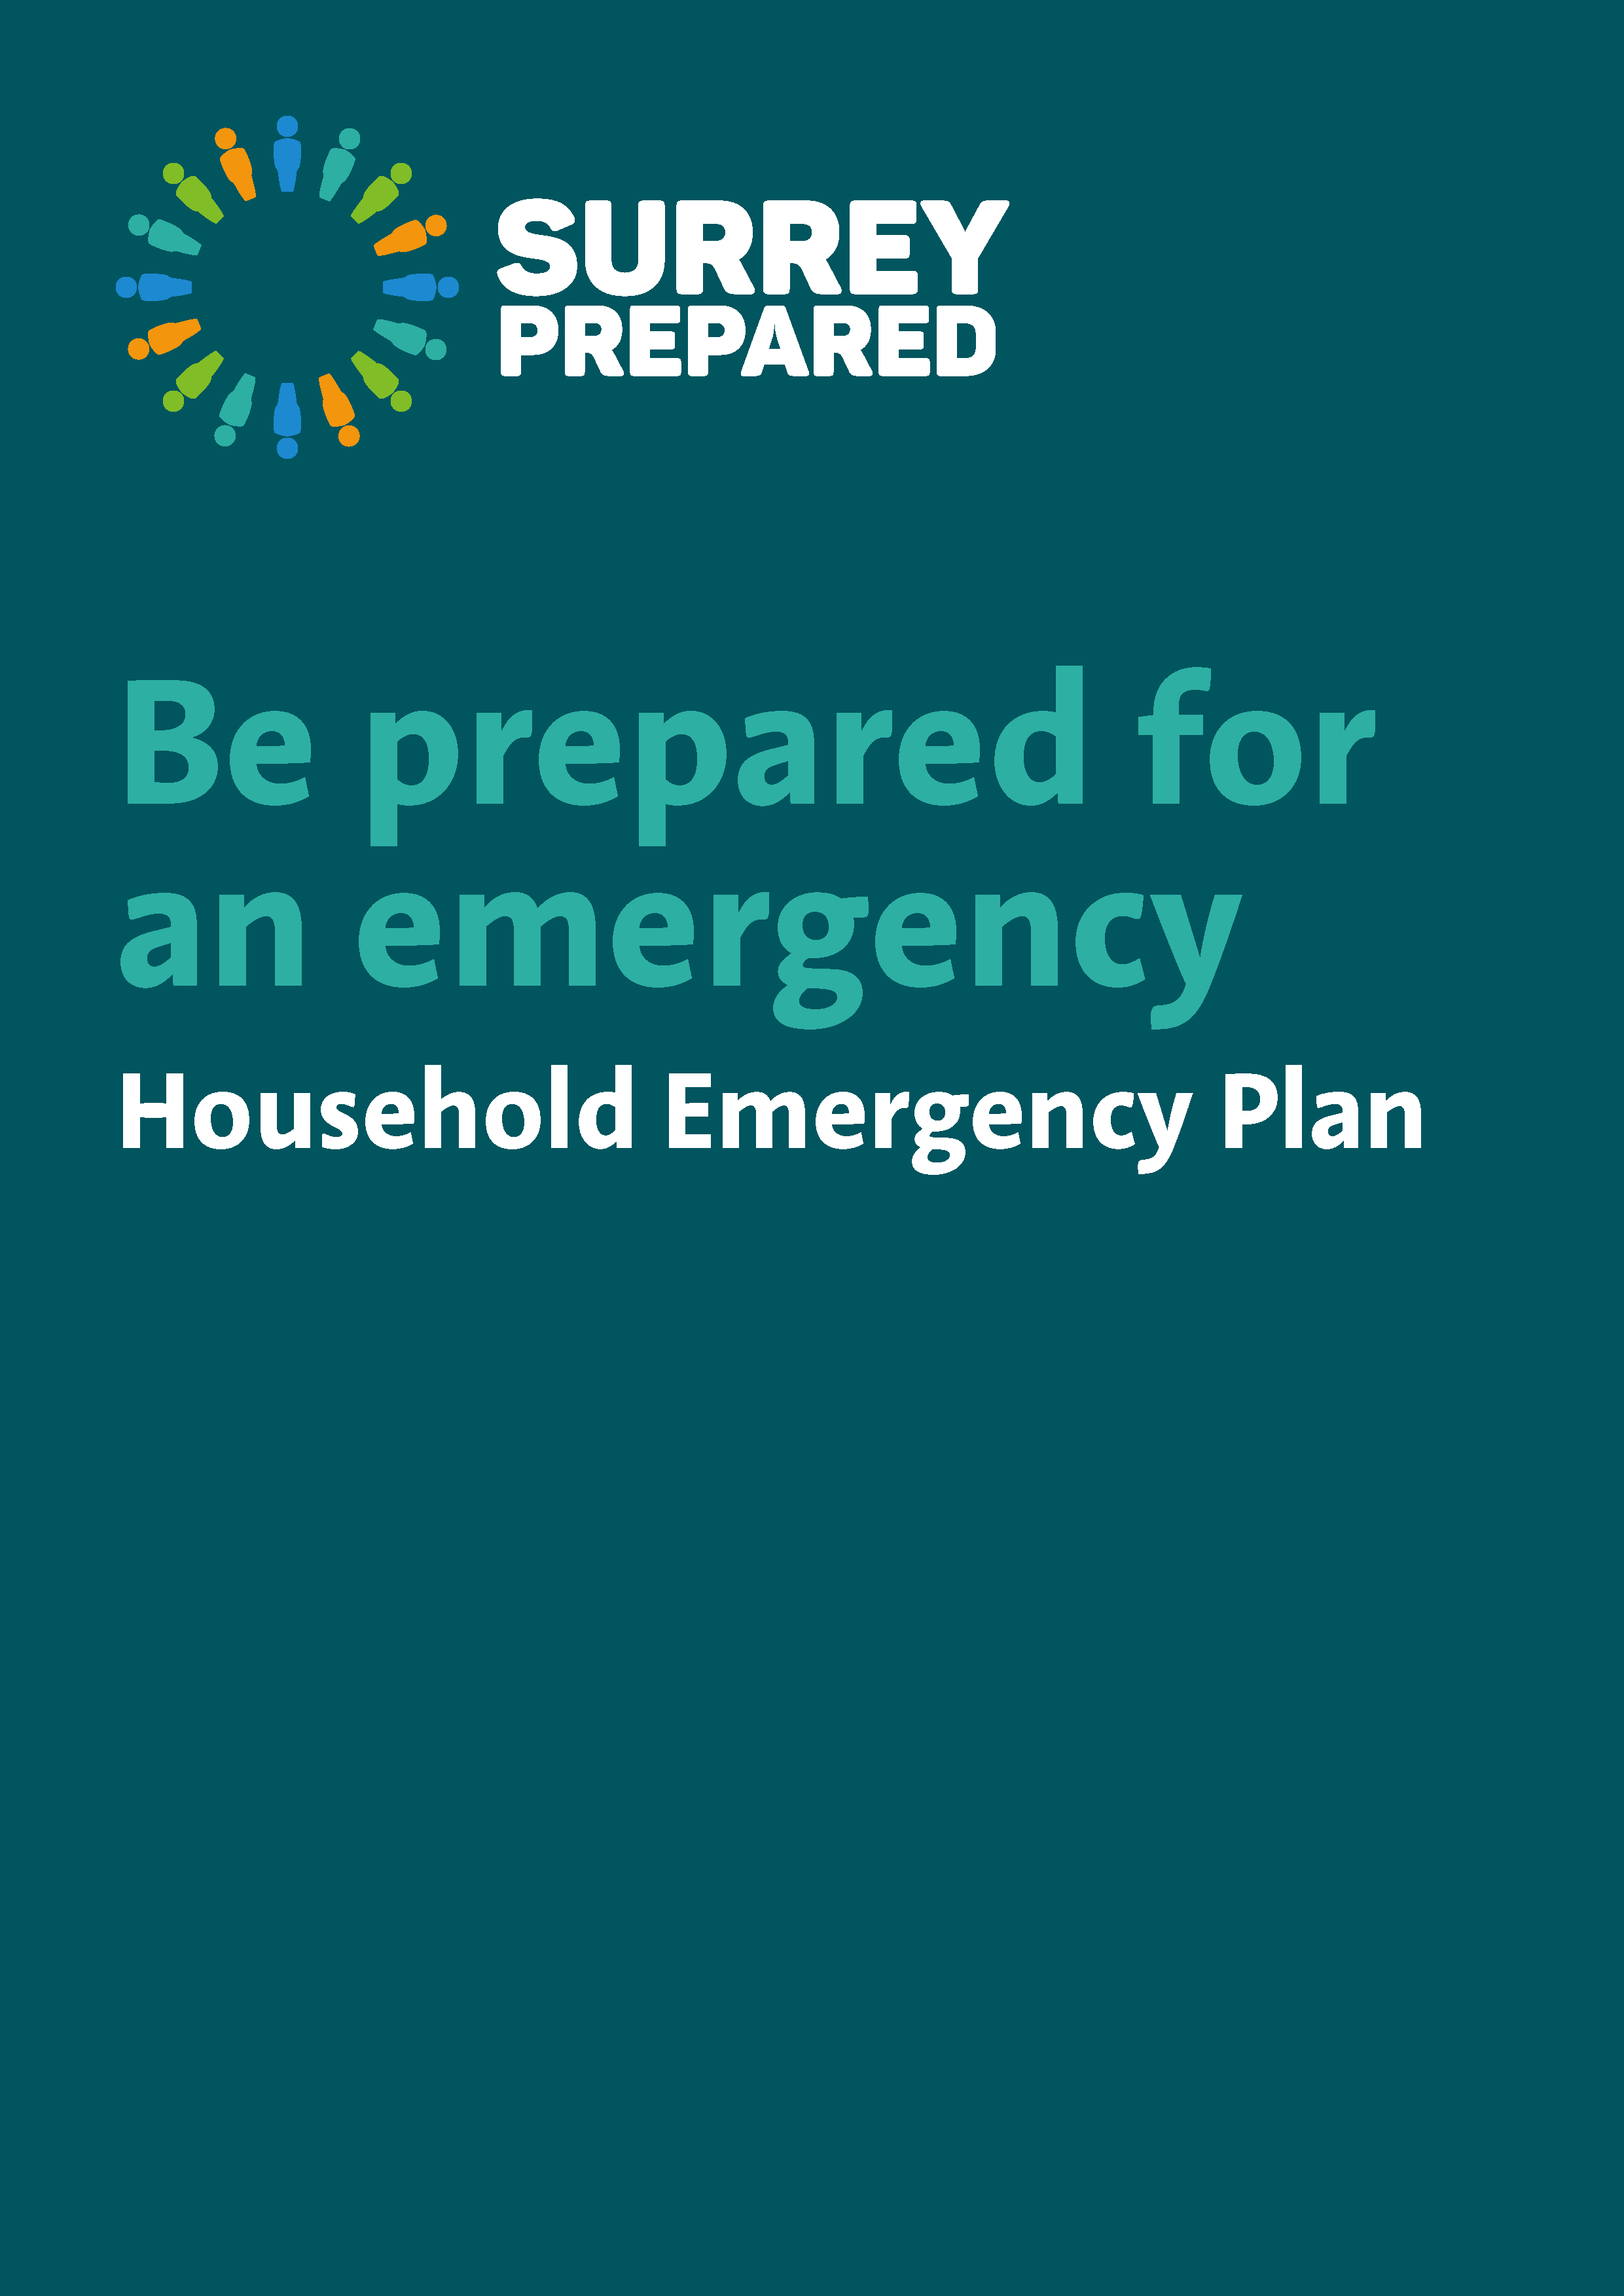 SURREY
PREPARED
Be prepared for
an emergency
Household Emergency Plan